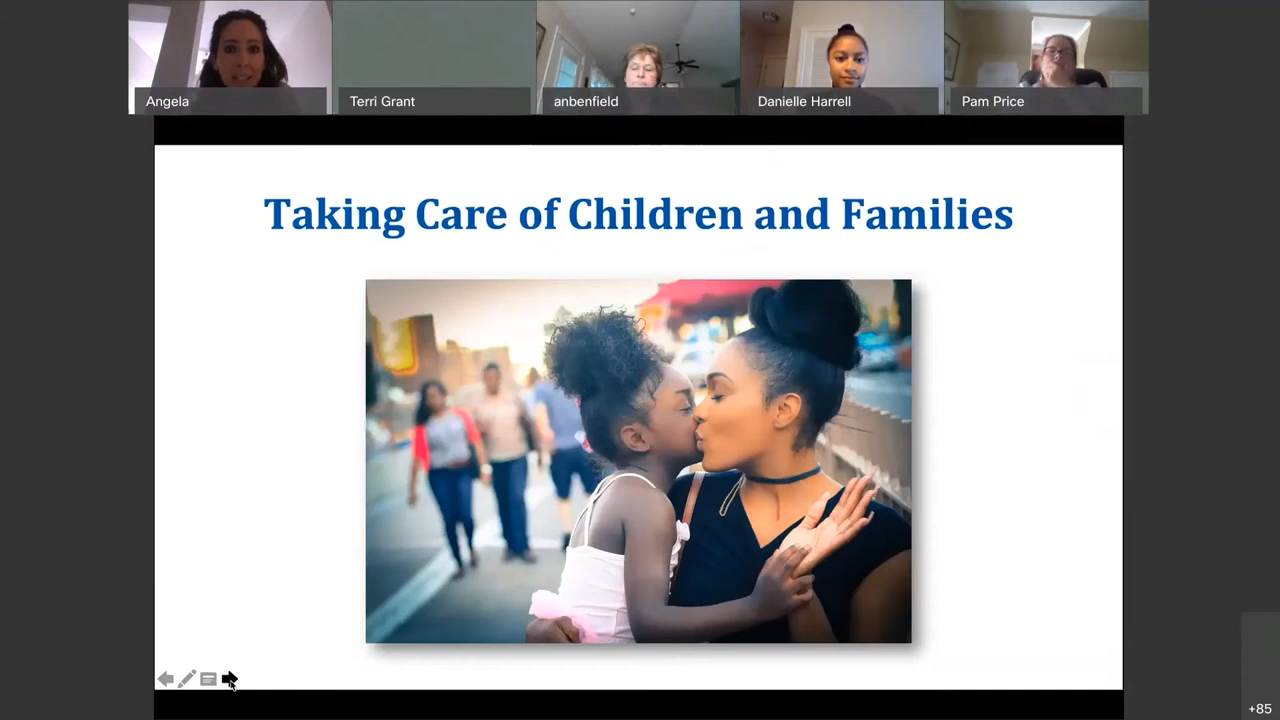 Angela
Terri Grant
anbenfield
Danielle Harrell
Pam Price
Taking Care of Children and Families
+85